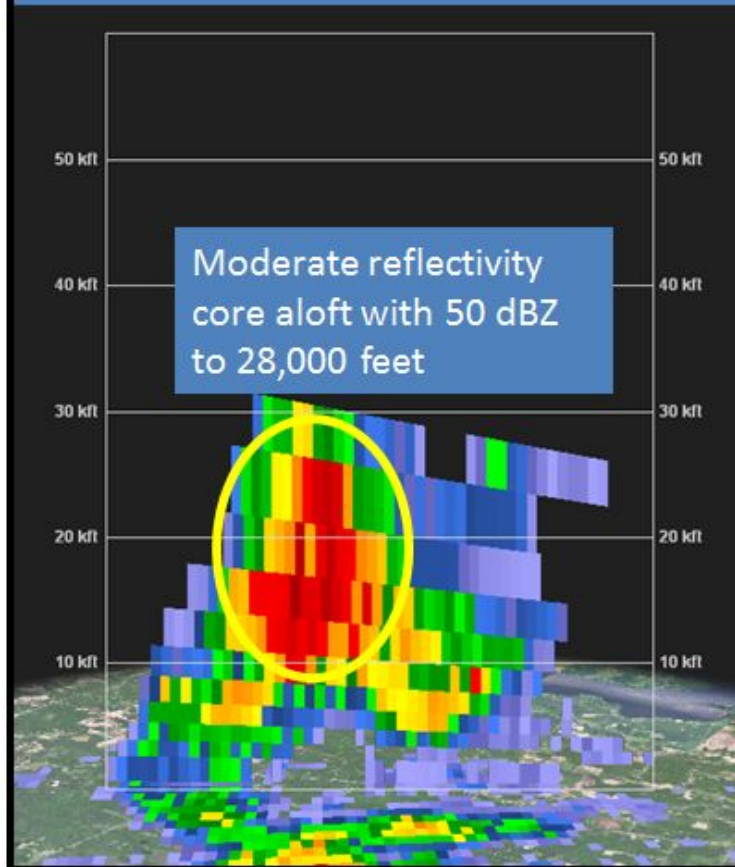 50 kft 50 kft
Moderate reflectivity
40 kft core aloft with 50 dBZ 40 kft
to 28,000 feet
30 kft 30 kft
20 kft 20 kft
10 kft 10 kft